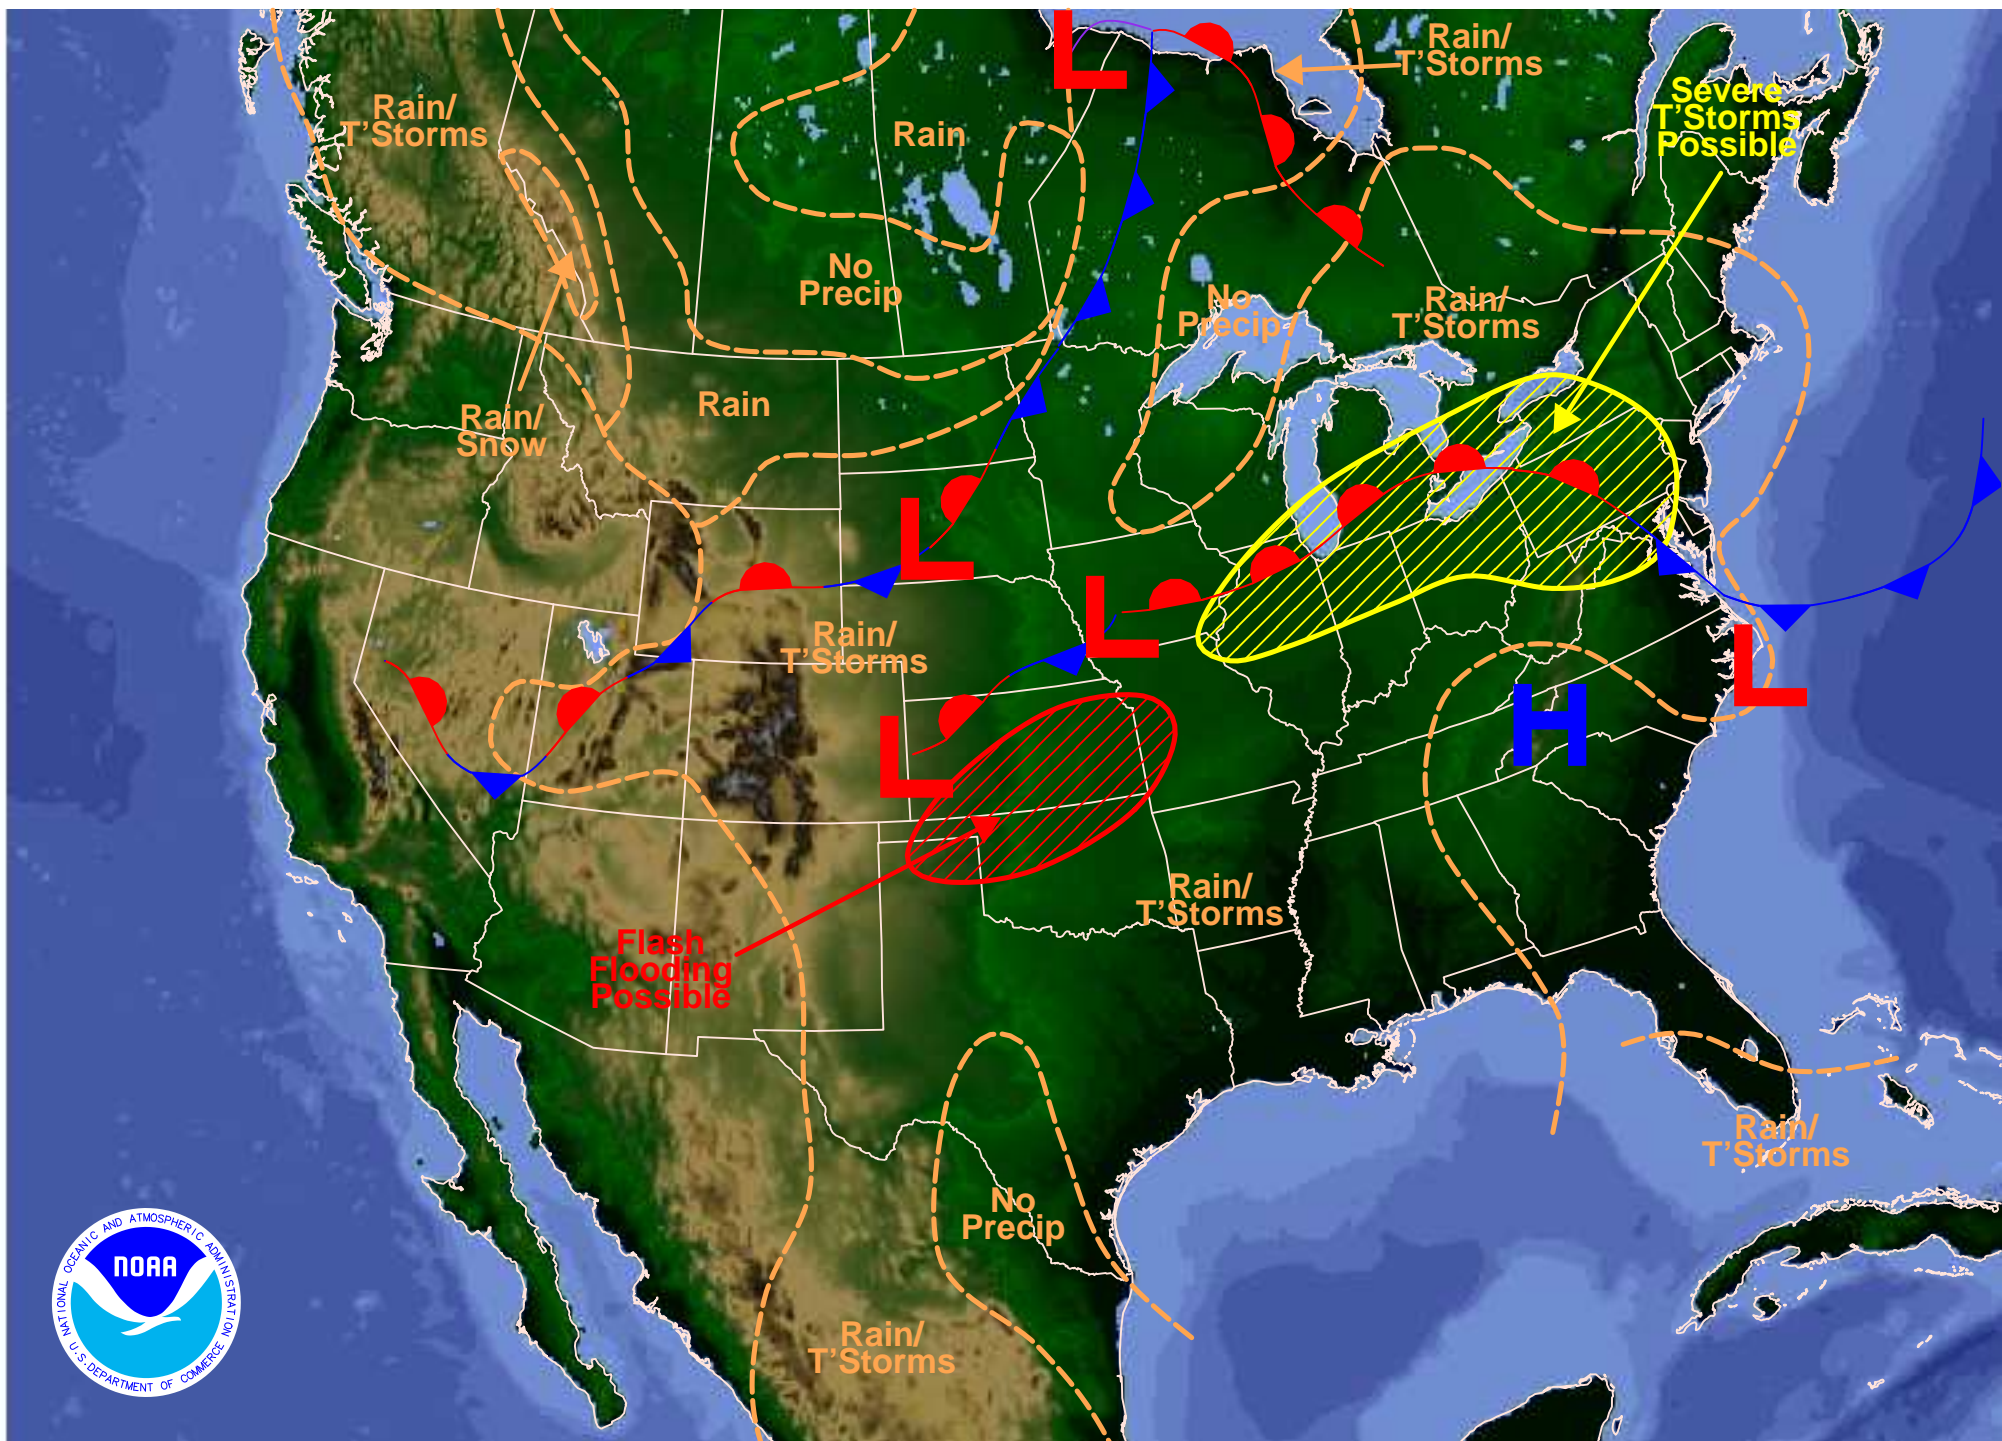 L
Rain/
T'Storms
Severe
T'Storms
Possible
Rain/
T'Storms
Rain
No
Precip
No
Precip
Rain/
T'Storms
Rain
Rain/
Snow
L
L
Rain/
T'Storms
L
H
L
Rain/
T'Storms
Flash
Flooding
Possible
Rain/
T'Storms
No
Precip
Rain/
T'Storms
NATIONAL OCEANIC AND ATMOSPHERIC ADMINISTRATION
NOAA
U.S. DEPARTMENT OF COMMERCE